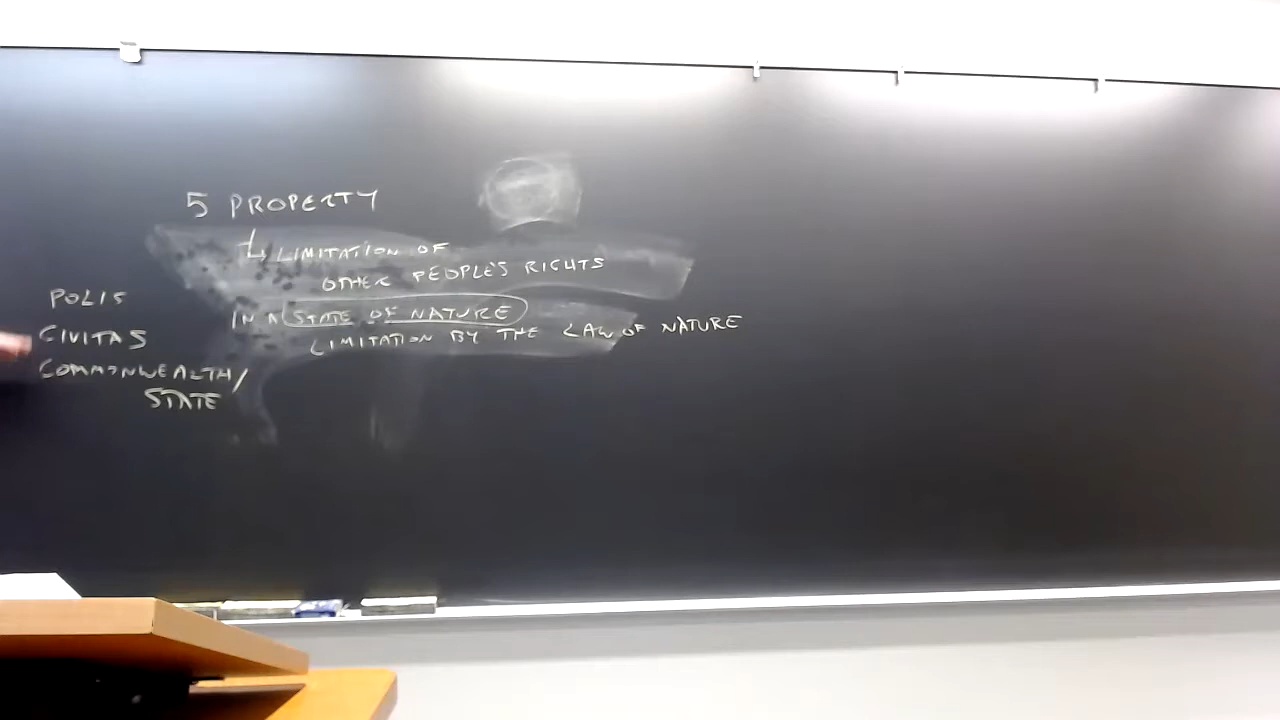 5 PROPERTY
↳ LIMITATION OF
OTHER PEOPLE'S RIGHTS
IN A STATE OF NATURE
LIMITATION BY THE LAW OF NATURE
POLIS
CIVITAS
COMMONWEALTH/
STATE